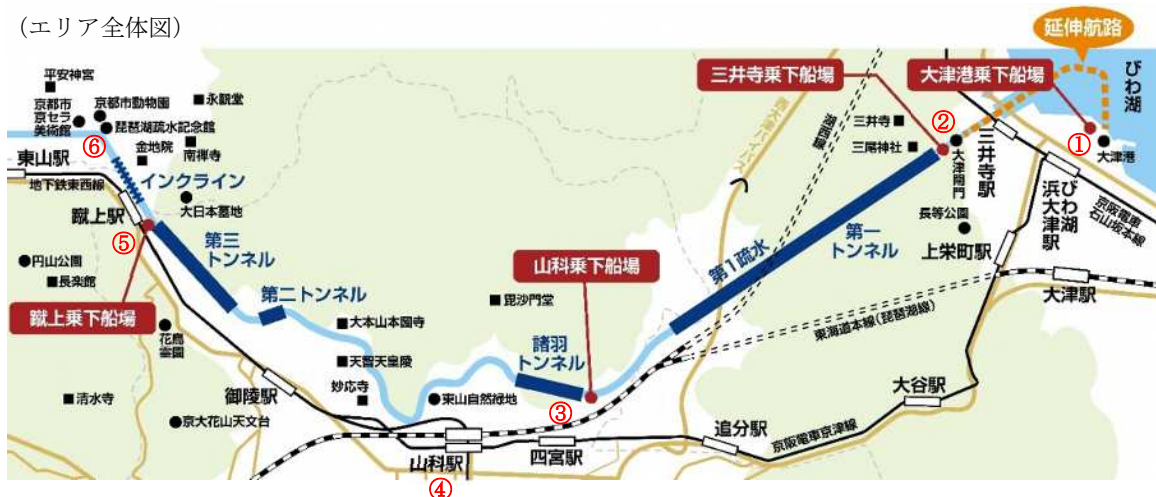 (エリア全体図)
延伸航路
三井寺乗下船場
大津港乗下船場
びわ湖
平安神宮
京都市
京セラ
美術館
京都市動物園
永観堂
琵琶湖疏水記念館
⑥
金地院
南禅寺
東山駅
地下鉄東西線
インクライン
大日本墓地
蹴上駅
⑤
円山公園
長楽館
蹴上乗下船場
花鳥
霊園
清水寺
京大花山天文台
第三
トンネル
第二トンネル
大本山本圀寺
天智天皇陵
妙応寺
御陵駅
東山自然緑地
毘沙門堂
山科乗下船場
諸羽
トンネル
③
山科駅
④
四宮駅
追分駅
京阪電車京津線
大谷駅
第1疏水
第一
トンネル
西大津バイパス
湖西線
三井寺
三尾神社
②
大津閘門
三井寺駅
①
大津港
びわ湖
浜大津駅
京阪電車
石山坂本線
長等公園
上栄町駅
大津駅
東海道本線(琵琶湖線)